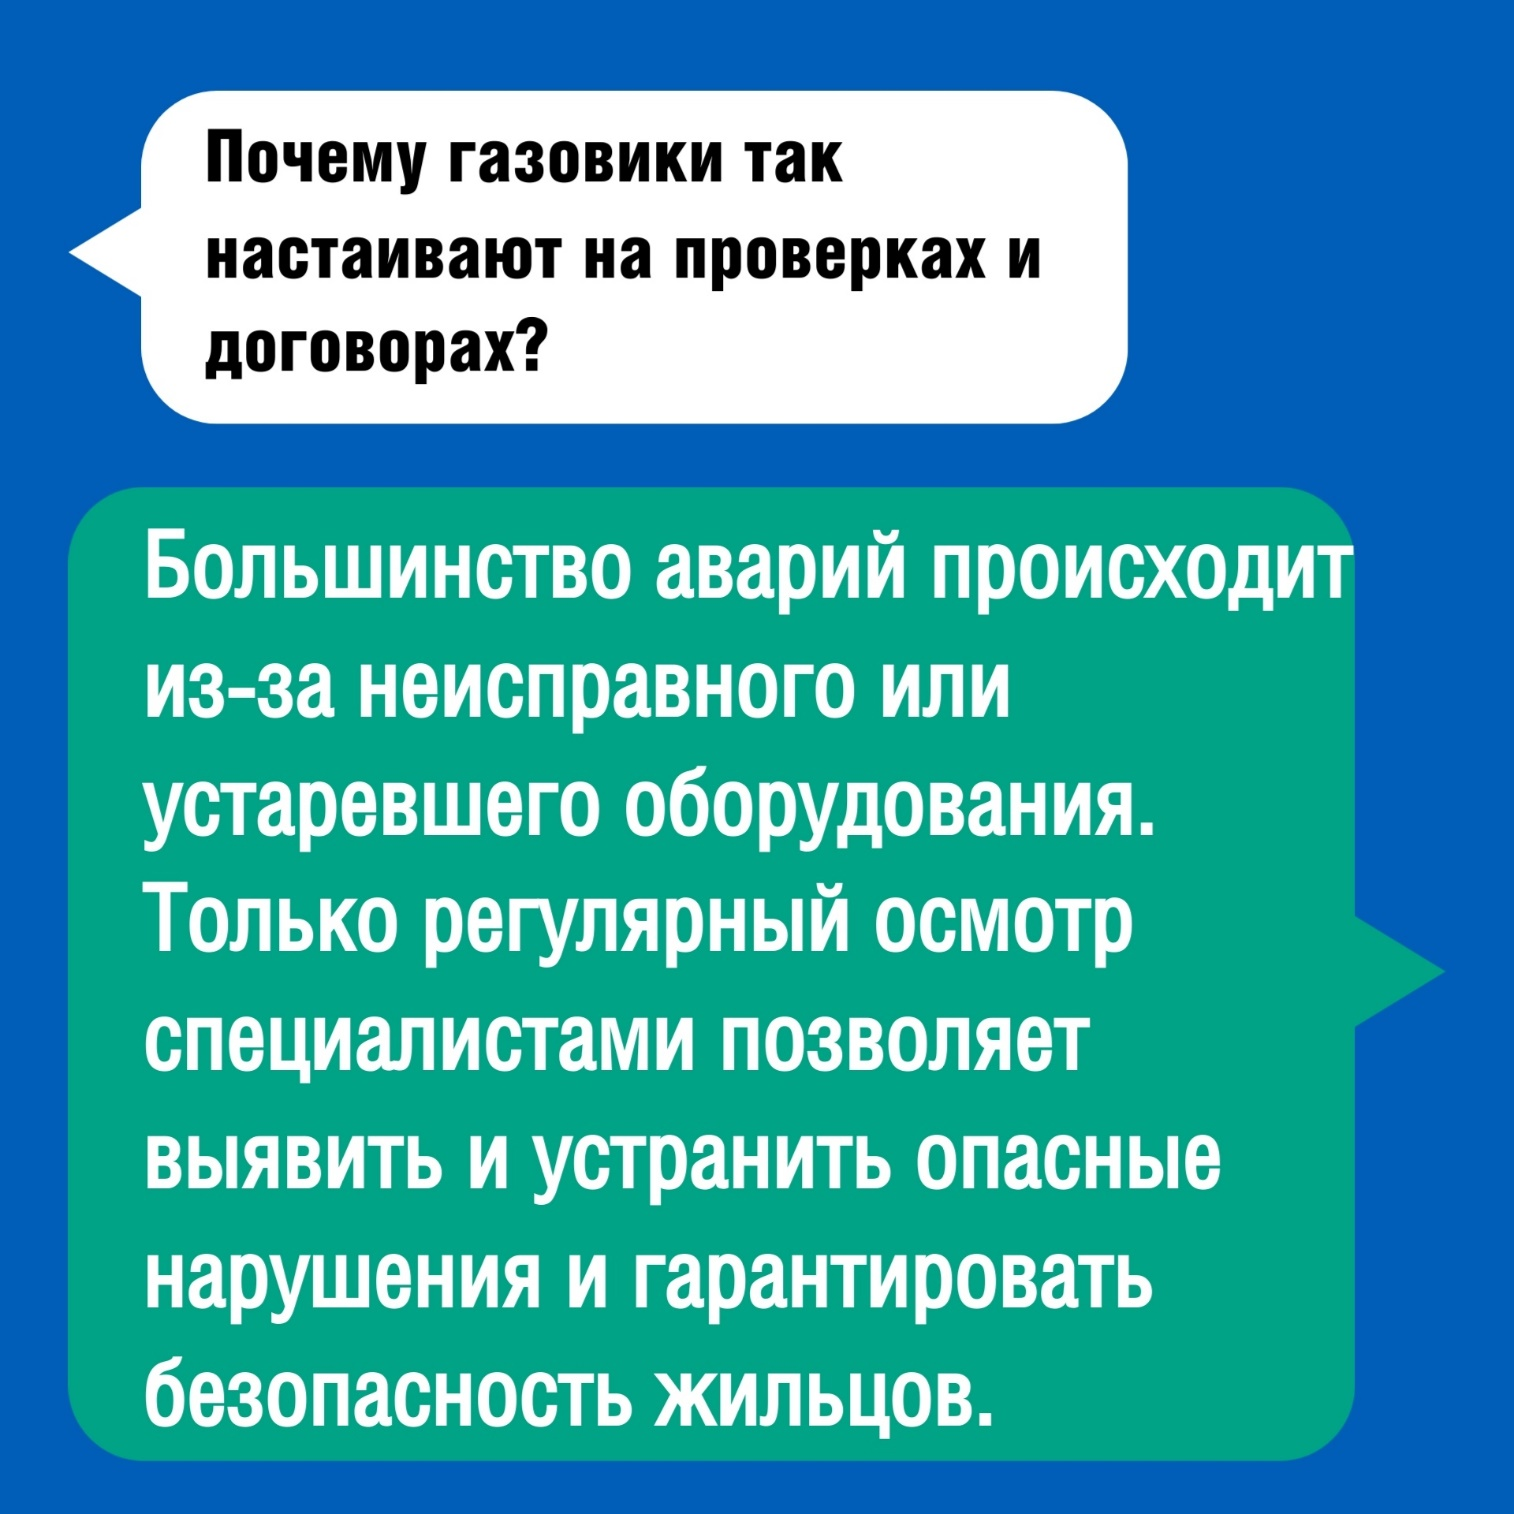 Почему газовики так
настаивают на проверках и
договорах?
Большинство аварий происходит
из-за неисправного или
устаревшего оборудования.
Только регулярный осмотр
специалистами позволяет
выявить и устранить опасные
нарушения и гарантировать
безопасность жильцов.